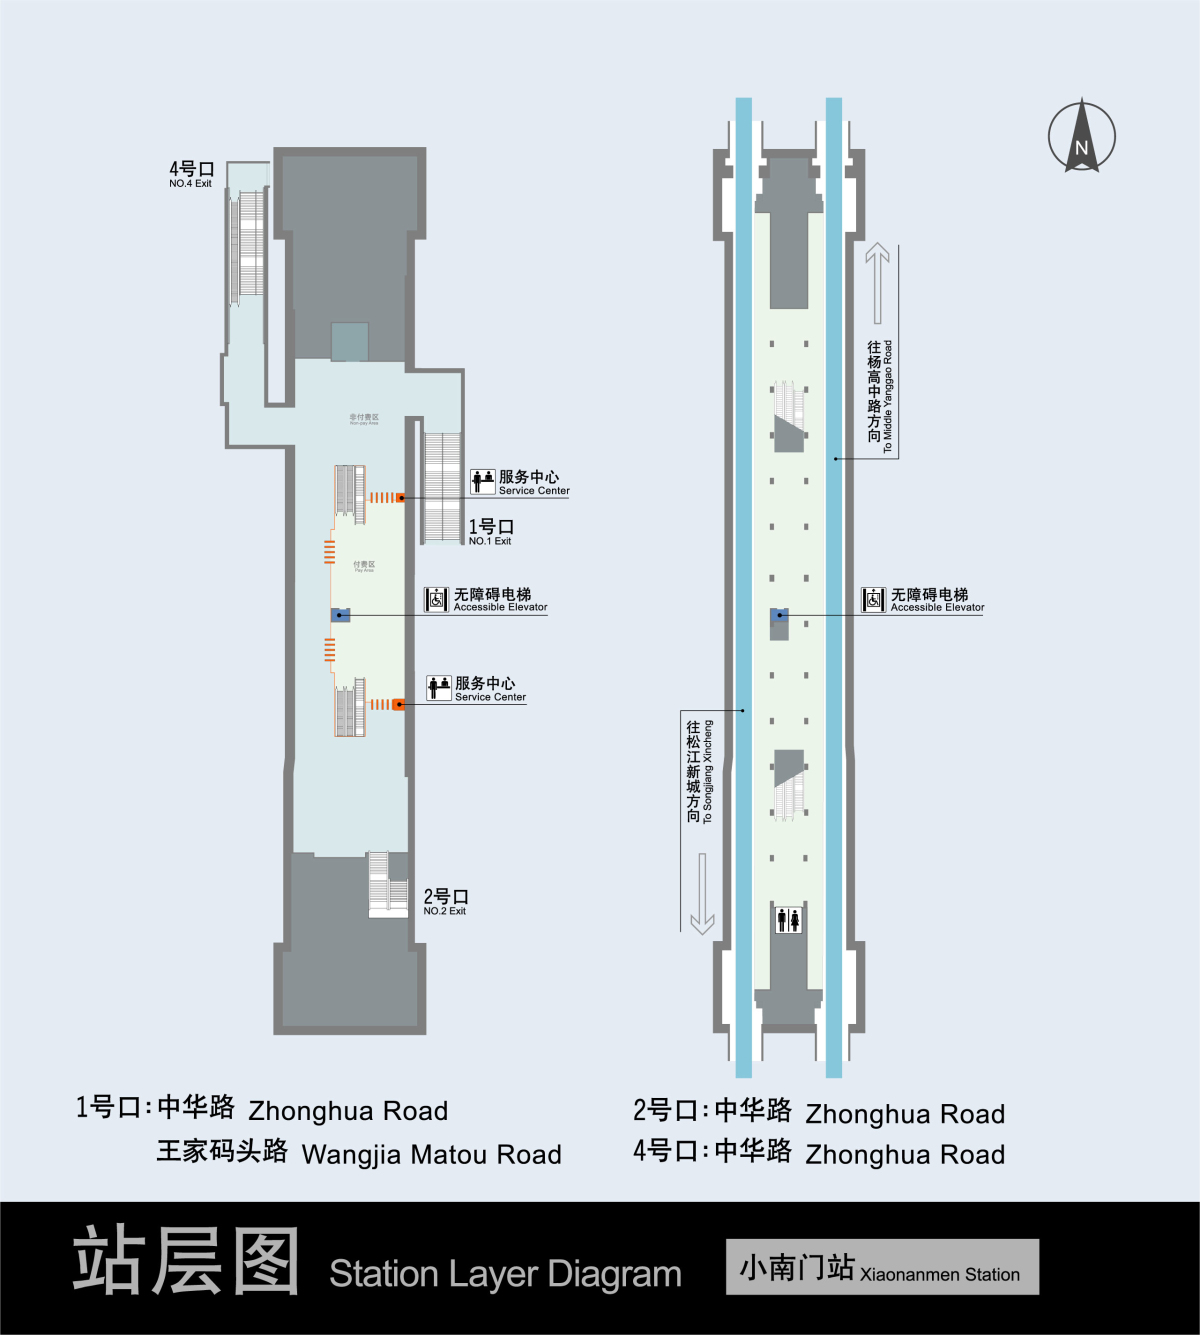 4号口
NO.4 Exit
N
非付费区
Non-pay Area
服务中心
Service Center
1号口
NO.1 Exit
付费区
Pay Area
无障碍电梯
Accessible Elevator
服务中心
Service Center
2号口
NO.2 Exit
往杨高中路方向
To Middle Yanggao Road
无障碍电梯
Accessible Elevator
往松江新城方向
To Songjiang Xincheng
1号口：中华路 Zhonghua Road
王家码头路 Wangjia Matou Road
2号口：中华路 Zhonghua Road
4号口：中华路 Zhonghua Road
站层图 Station Layer Diagram
小南门站 Xiaonanmen Station